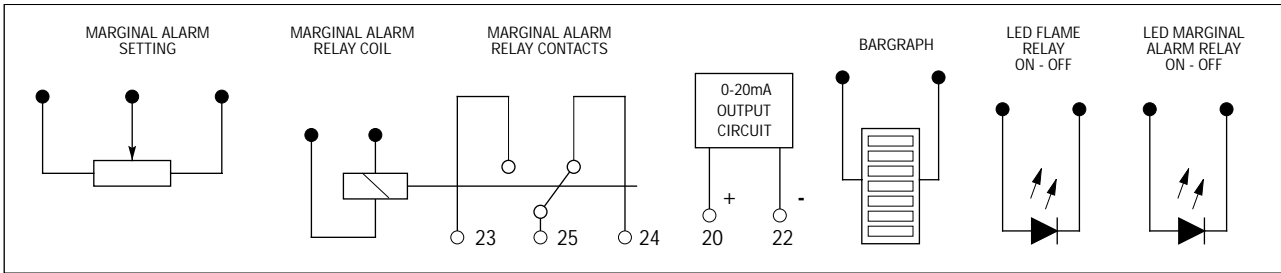 MARGINAL ALARM
SETTING
MARGINAL ALARM
RELAY COIL
MARGINAL ALARM
RELAY CONTACTS
BARGRAPH
LED FLAME
RELAY
ON - OFF
LED MARGINAL
ALARM RELAY
ON - OFF
0-20mA
OUTPUT
CIRCUIT
+ -
23 25 24 20 22